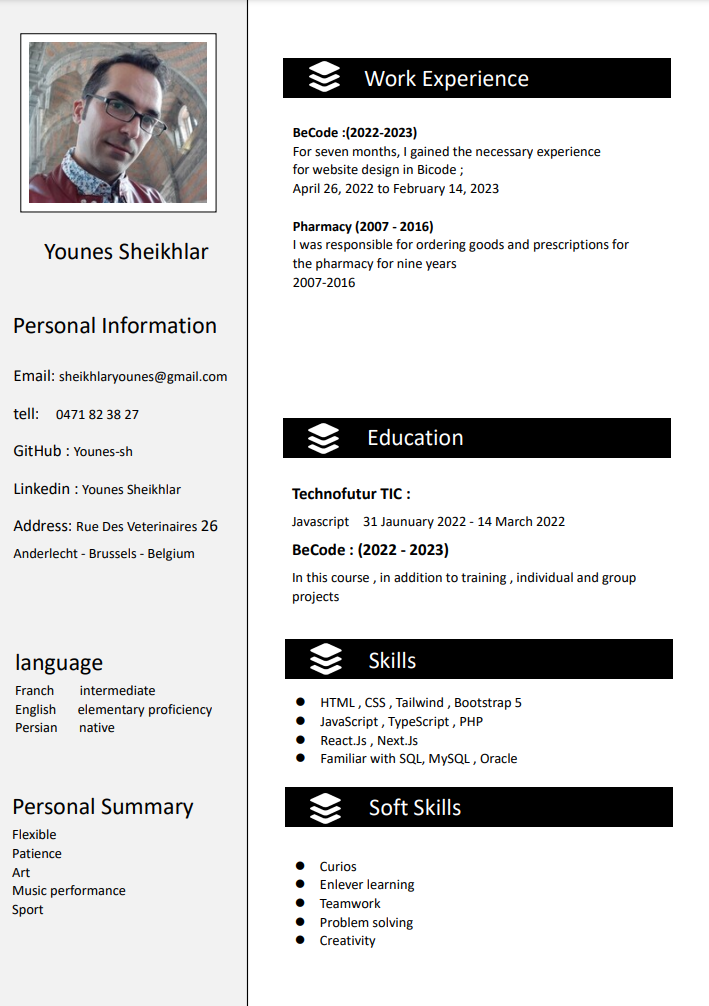 Younes Sheikhlar
Personal Information
Email: sheikhlaryounes@gmail.com
tell: 0471 82 38 27
GitHub : Younes-sh
Linkedin : Younes Sheikhlar
Address: Rue Des Veterinaires 26
Anderlecht - Brussels - Belgium
language
Franch intermediate
English elementary proficiency
Persian native
Personal Summary
Flexible
Patience
Art
Music performance
Sport
Work Experience
BeCode :(2022-2023)
For seven months, I gained the necessary experience
for website design in Bicode ;
April 26, 2022 to February 14, 2023
Pharmacy (2007 - 2016)
I was responsible for ordering goods and prescriptions for
the pharmacy for nine years
2007-2016
Education
Technofutur TIC :
Javascript 31 Jaunuary 2022 - 14 March 2022
BeCode : (2022 - 2023)
In this course , in addition to training , individual and group
projects
Skills
● HTML , CSS , Tailwind , Bootstrap 5
● JavaScript , TypeScript , PHP
● React.Js , Next.Js
● Familiar with SQL, MySQL , Oracle
Soft Skills
● Curios
● Enlever learning
● Teamwork
● Problem solving
● Creativity